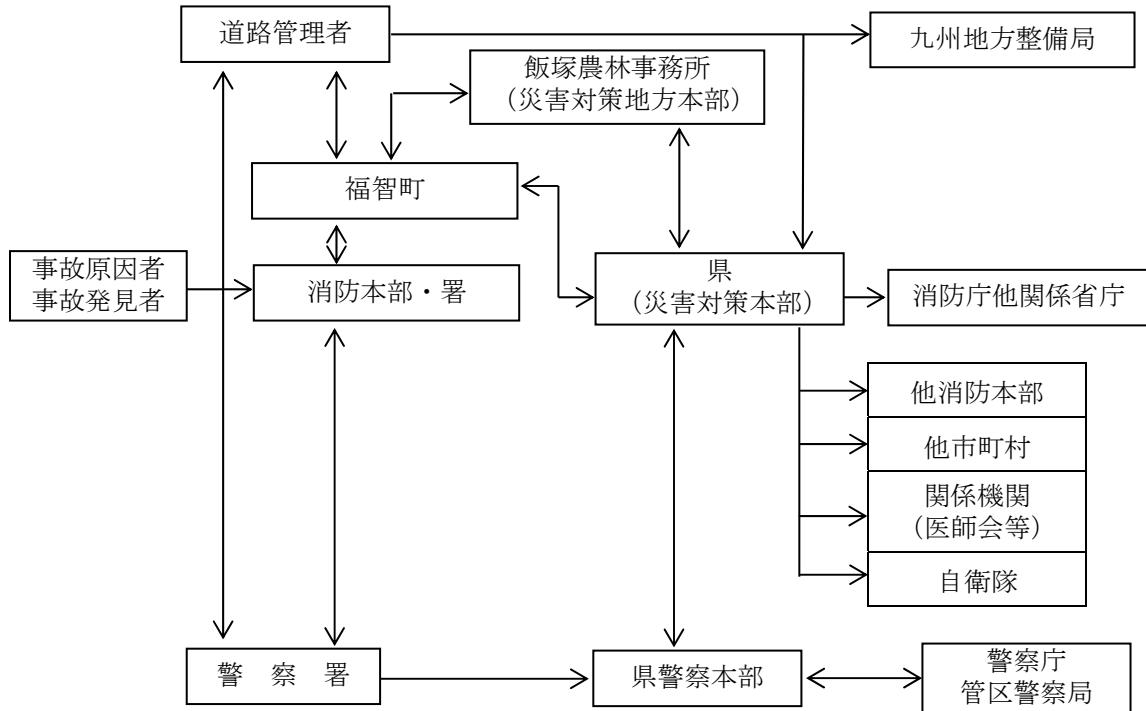 道路管理者
九州地方整備局
飯塚農林事務所
（災害対策地方本部）
福智町
事故原因者
事故発見者
消防本部・署
県
（災害対策本部）
消防庁他関係省庁
他消防本部
他市町村
関係機関
（医師会等）
自衛隊
警 察 署
県警察本部
警察庁
管区警察局